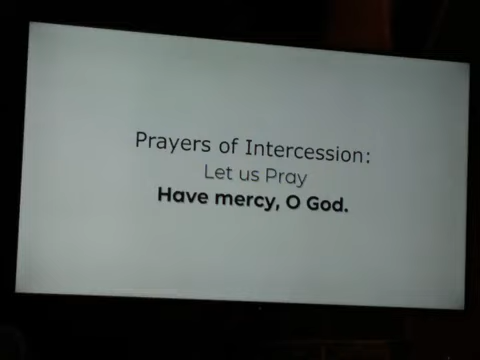 Prayers of Intercession:
Let us Pray
Have mercy, O God.